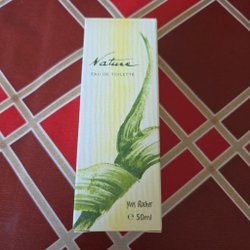 Nature
EAU DE TOILETTE
Yves Rocher
℮ 50ml